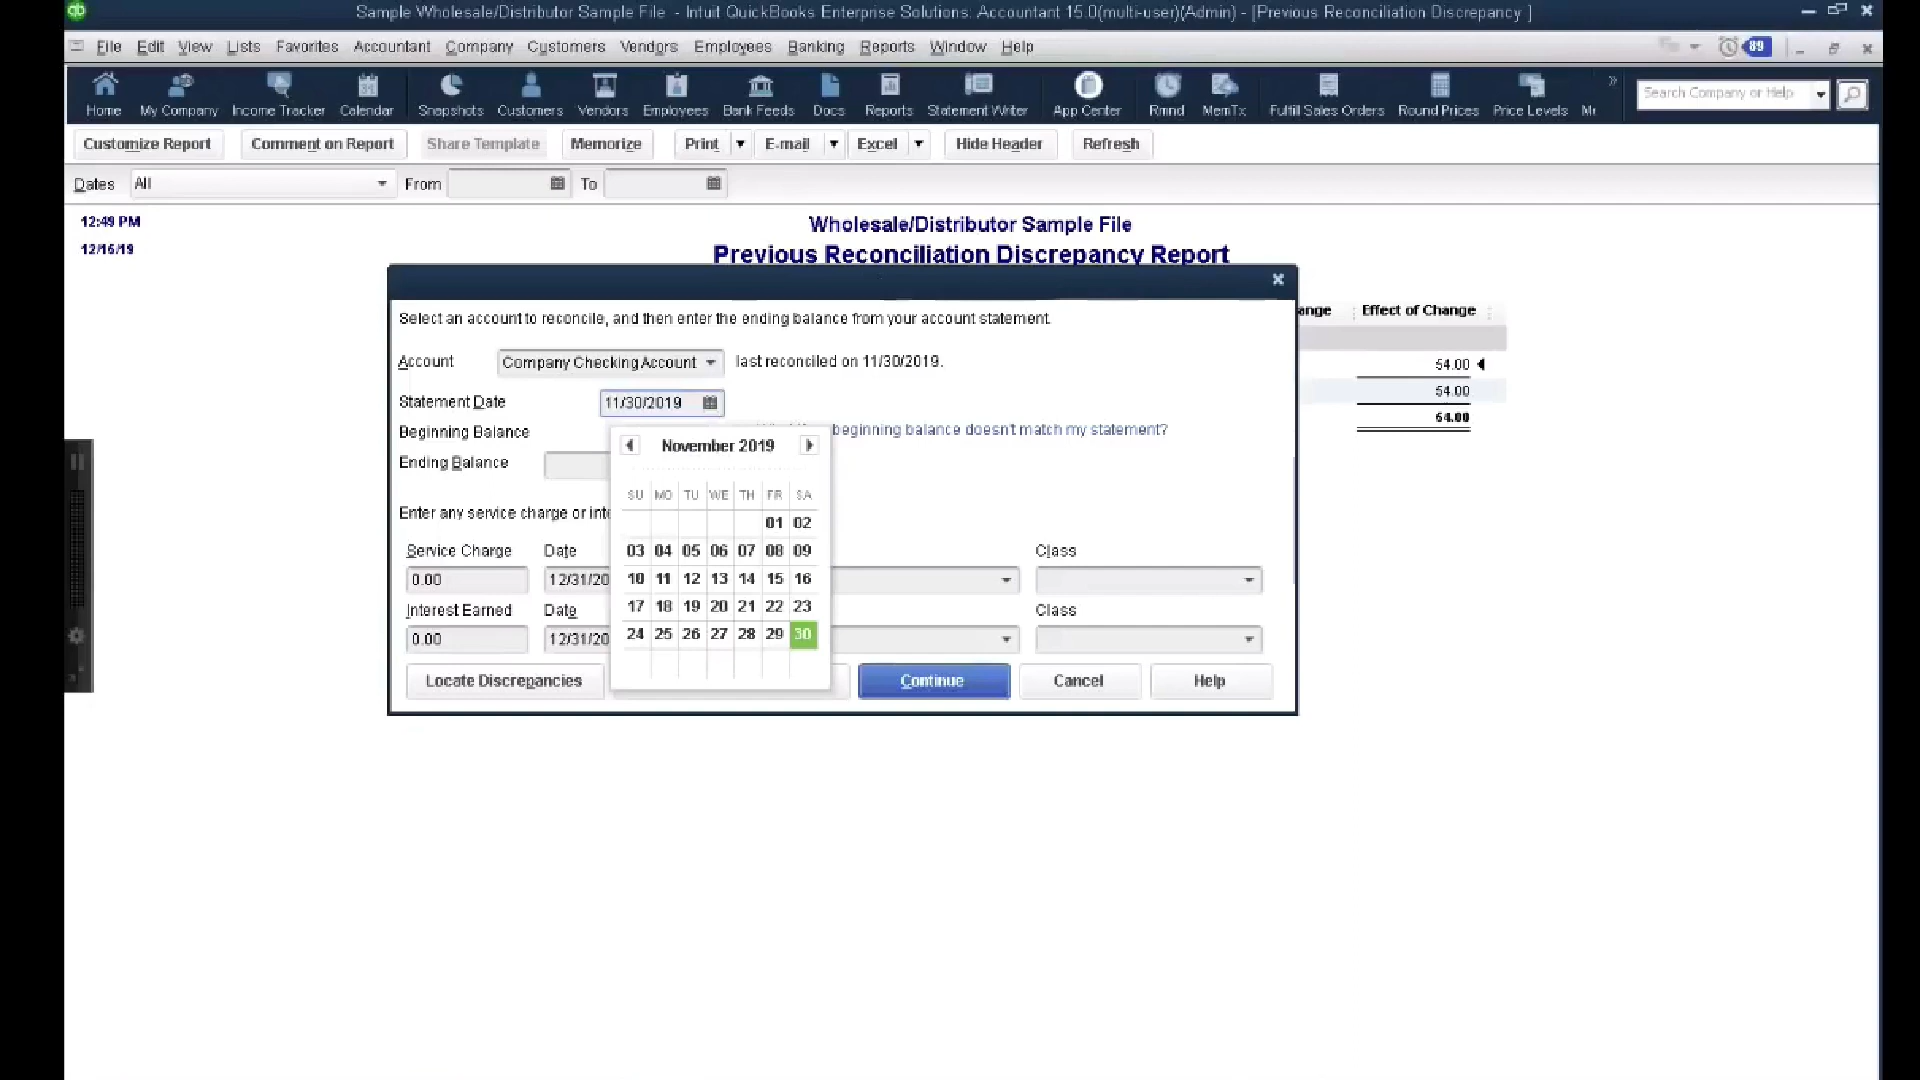 Sample Wholesale/Distributor Sample File - Intuit QuickBooks Enterprise Solutions: Accountant 15.0(multi-user)(Admin) - [Previous Reconciliation Discrepancy ]
File Edit View Lists Favorites Accountant Company Customers Vendors Employees Banking Reports Window Help 89
Home My Company Income Tracker Calendar Snapshots Customers Vendors Employees Bank Feeds Docs Reports Statement Writer App Center Rmnd MemTx Fulfill Sales Orders Round Prices Price Levels Search Company or Help
Customize Report Comment on Report Share Template Memorize Print E-mail Excel Hide Header Refresh
Dates All From To
12:49 PM Wholesale/Distributor Sample File
12/16/19 Previous Reconciliation Discrepancy Report
ange Effect of Change
54.00
54.00
54.00
Select an account to reconcile, and then enter the ending balance from your account statement.
Account Company Checking Account last reconciled on 11/30/2019.
Statement Date 11/30/2019
Beginning Balance beginning balance doesn't match my statement?
Ending Balance
November 2019
SU MO TU WE TH FR SA
01 02
03 04 05 06 07 08 09
10 11 12 13 14 15 16
17 18 19 20 21 22 23
24 25 26 27 28 29 30
Enter any service charge or inte
Service Charge Date Class
0.00 12/31/20
Interest Earned Date Class
0.00 12/31/20
Locate Discrepancies Continue Cancel Help